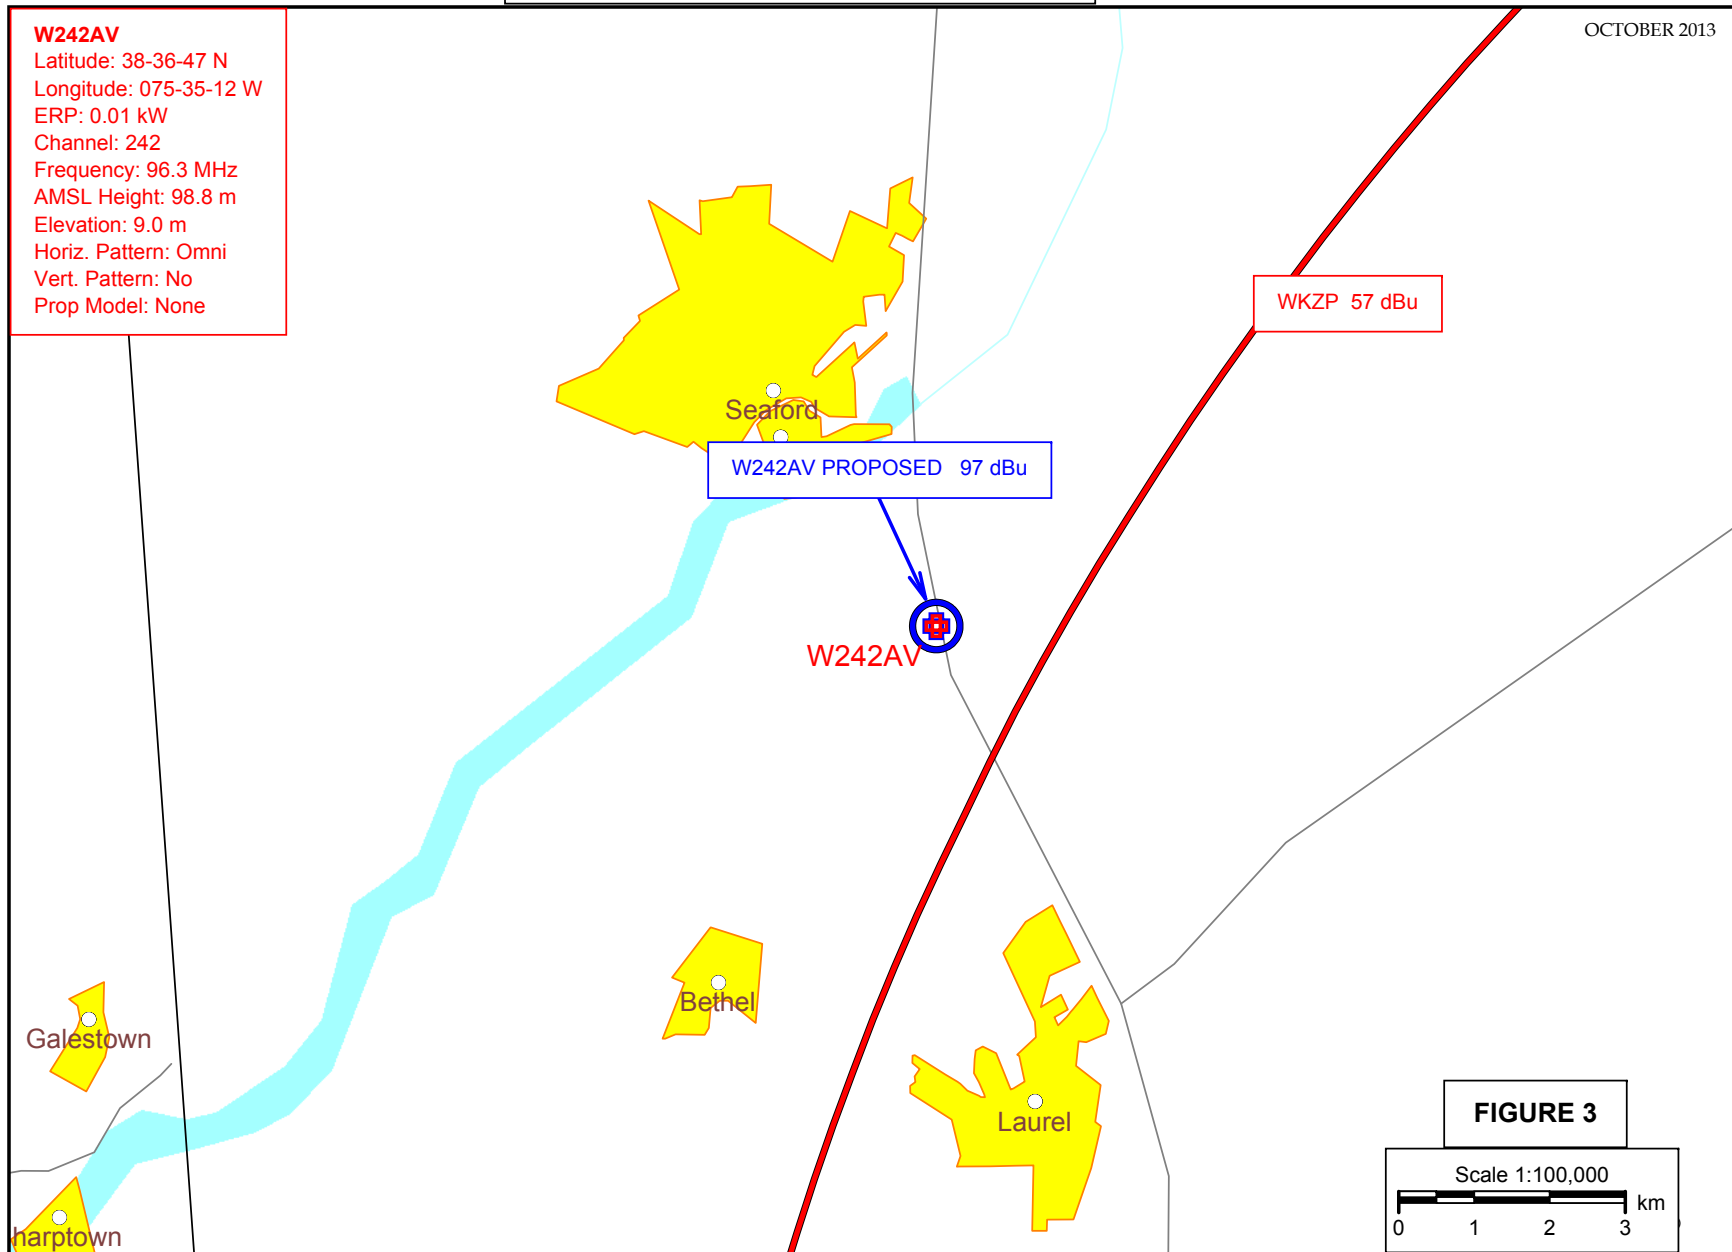 W242AV
Latitude: 38-36-47 N
Longitude: 075-35-12 W
ERP: 0.01 kW
Channel: 242
Frequency: 96.3 MHz
AMSL Height: 98.8 m
Elevation: 9.0 m
Horiz. Pattern: Omni
Vert. Pattern: No
Prop Model: None
OCTOBER 2013
WKZP 57 dBu
Seaford
W242AV PROPOSED 97 dBu
W242AV
Bethel
Galestown
Laurel
harptown
FIGURE 3
Scale 1:100,000
km
0 1 2 3